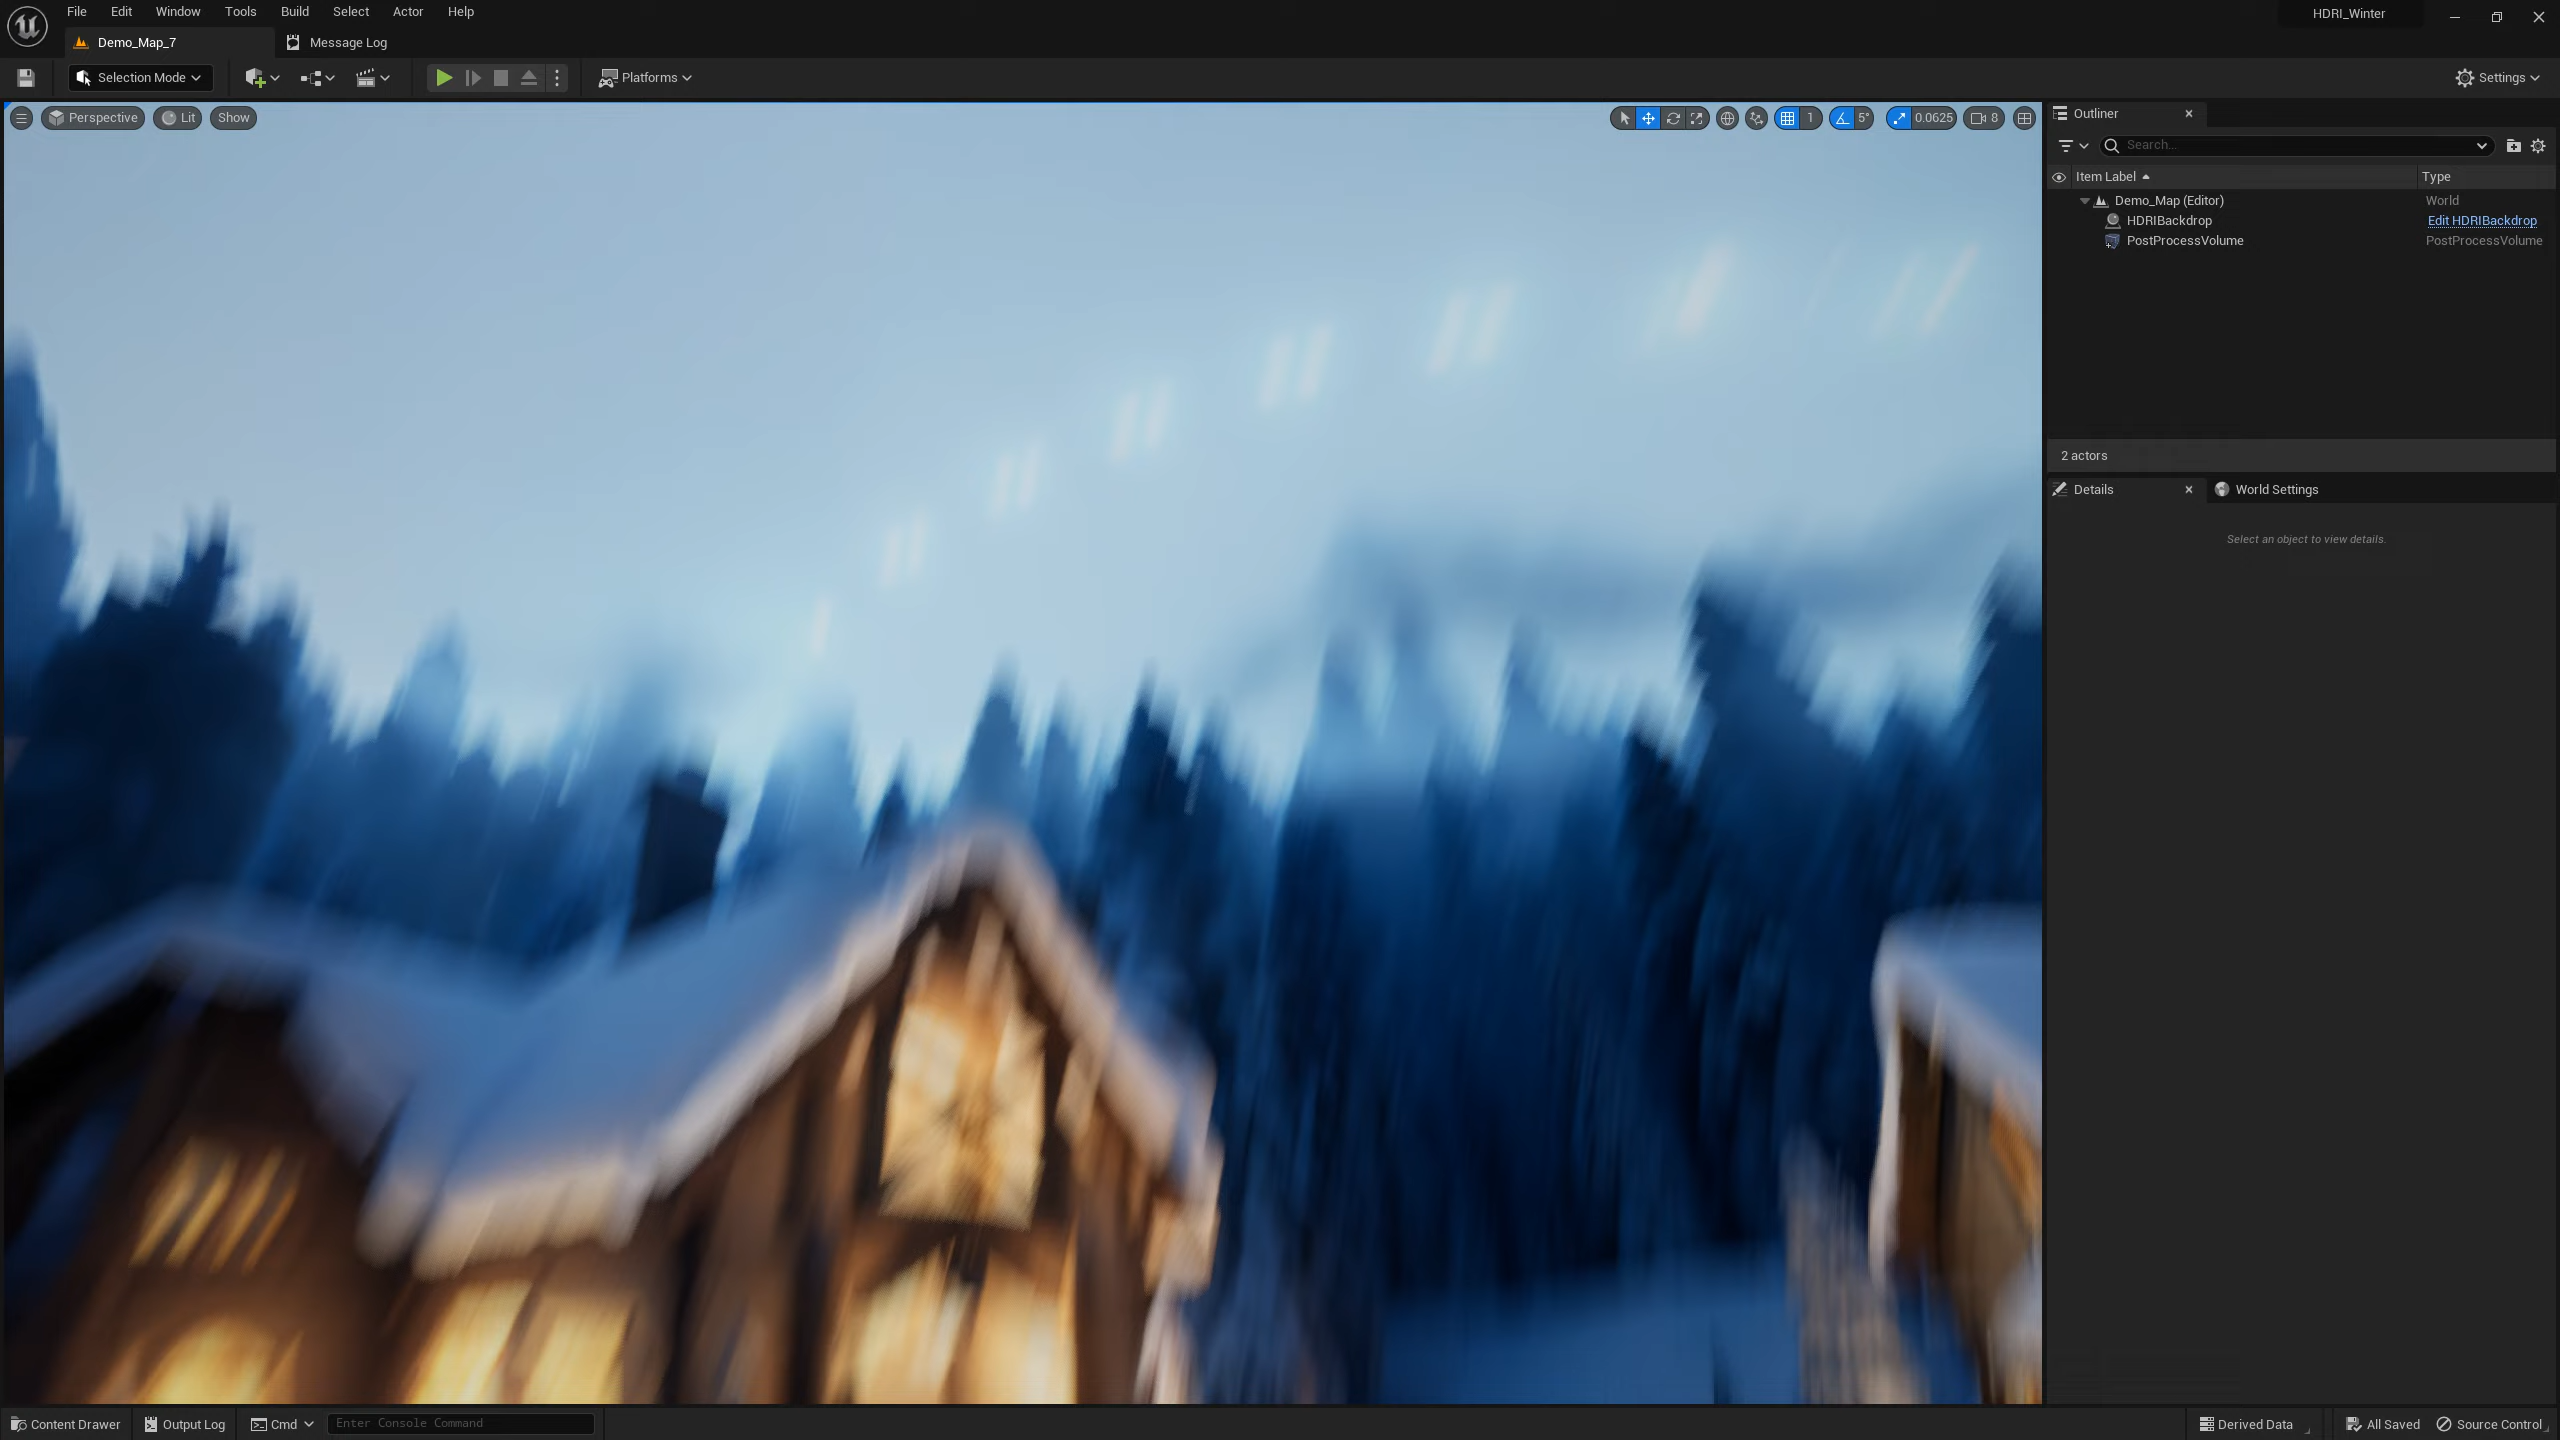 File Edit Window Tools Build Select Actor Help
HDRI_Winter
Demo_Map_7
Message Log
Selection Mode
Platforms
Settings
Perspective
Lit
Show
1
5°
0.0625
8
Outliner
Search...
Item Label
Type
Demo_Map (Editor)
World
HDRIBackdrop
Edit HDRIBackdrop
PostProcessVolume
PostProcessVolume
2 actors
Details
World Settings
Select an object to view details.
Content Drawer
Output Log
Cmd
Enter Console Command
Derived Data
All Saved
Source Control